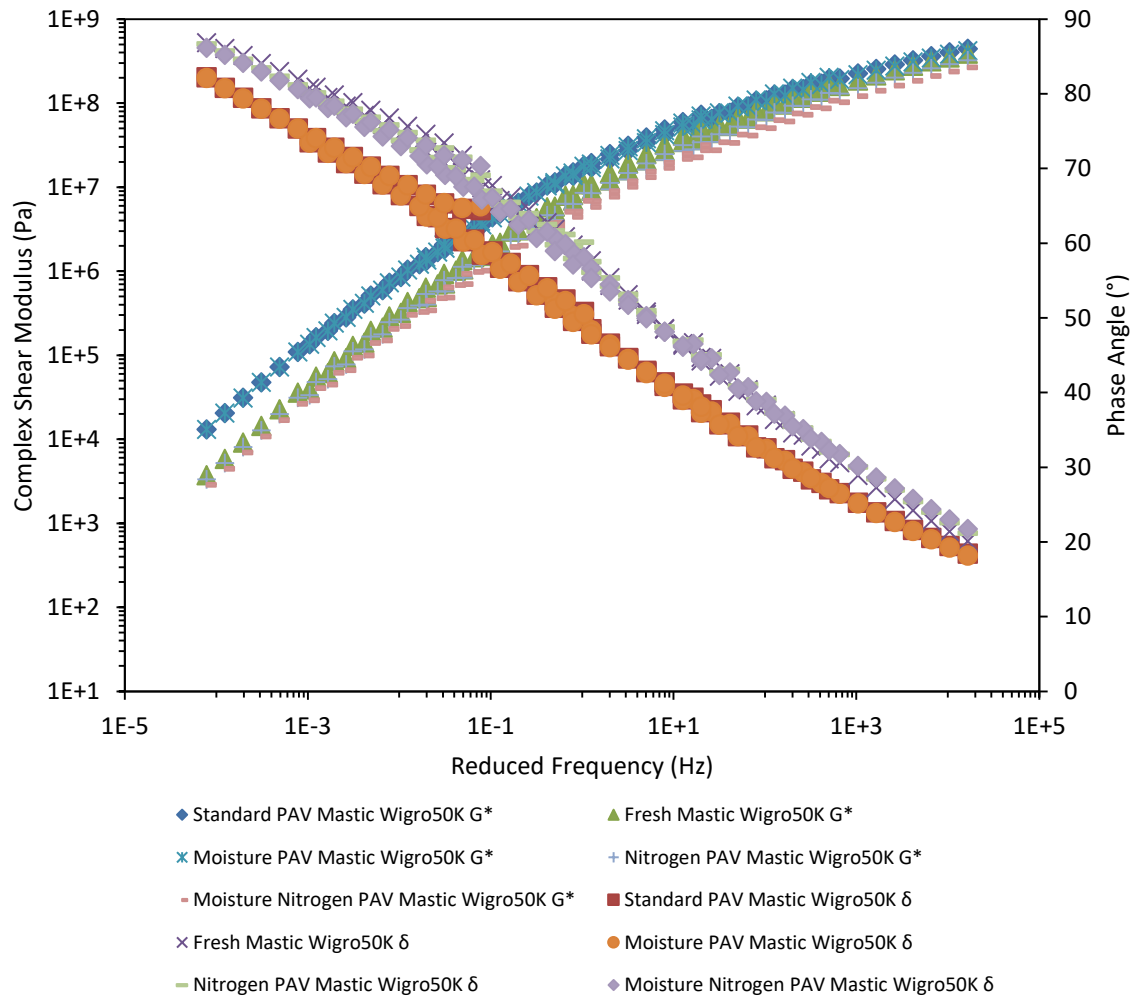 1E+9
1E+8
1E+7
1E+6
1E+5
1E+4
1E+3
1E+2
1E+1
Complex Shear Modulus (Pa)
90
80
70
60
50
40
30
20
10
0
Phase Angle (°)
1E-5
1E-3
1E-1
1E+1
1E+3
1E+5
Reduced Frequency (Hz)
Standard PAV Mastic Wigro50K G*
Fresh Mastic Wigro50K G*
Moisture PAV Mastic Wigro50K G*
Nitrogen PAV Mastic Wigro50K G*
Moisture Nitrogen PAV Mastic Wigro50K G*
Standard PAV Mastic Wigro50K δ
Fresh Mastic Wigro50K δ
Moisture PAV Mastic Wigro50K δ
Nitrogen PAV Mastic Wigro50K δ
Moisture Nitrogen PAV Mastic Wigro50K δ